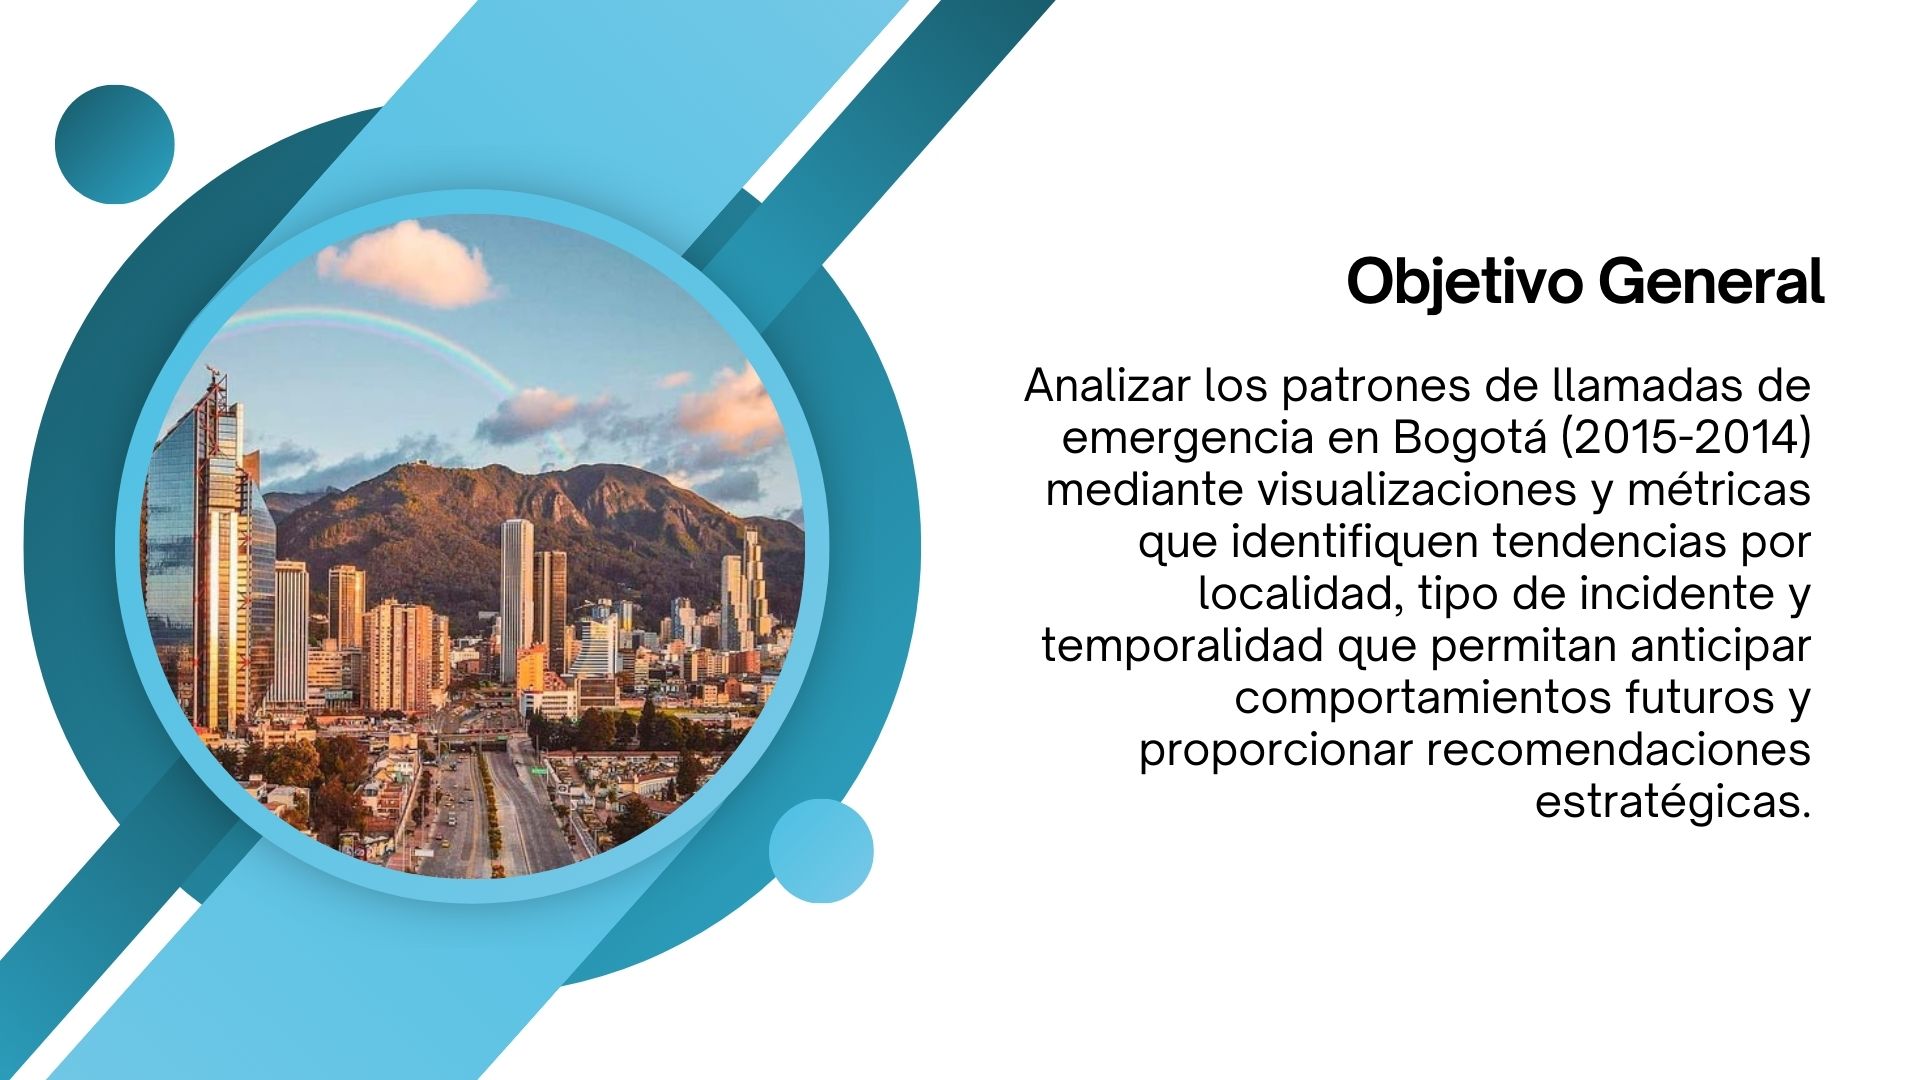 Objetivo General
Analizar los patrones de llamadas de
emergencia en Bogotá (2015-2014)
mediante visualizaciones y métricas
que identifiquen tendencias por
localidad, tipo de incidente y
temporalidad que permitan anticipar
comportamientos futuros y
proporcionar recomendaciones
estratégicas.